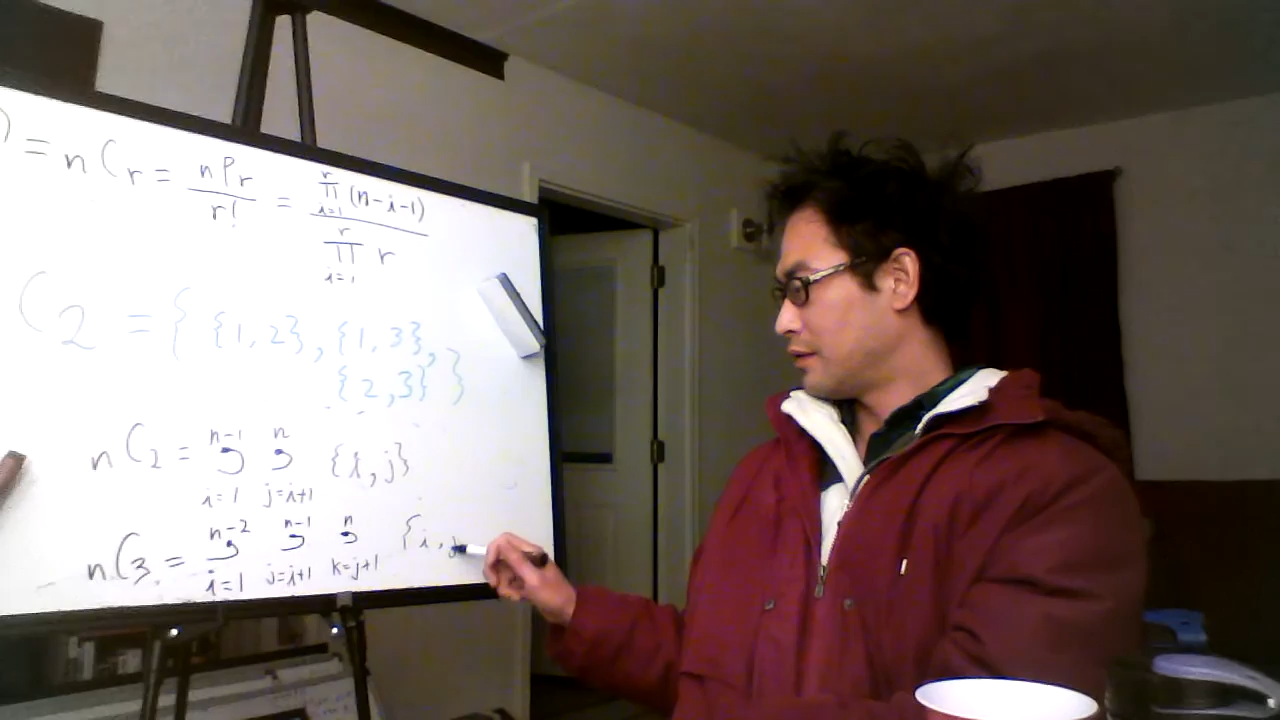 ) = nCr = nPr / r! = r Π i=1 (n-i-1) / r Π i=1 r
C2 = { {1,2}, {1,3},
{2,3} }
n-1 n
nC2 = , , {i,j}
i=1 j=i+1
n-2 n-1 n
nC3 = , , , {i,j
i=1 j=i+1 k=j+1